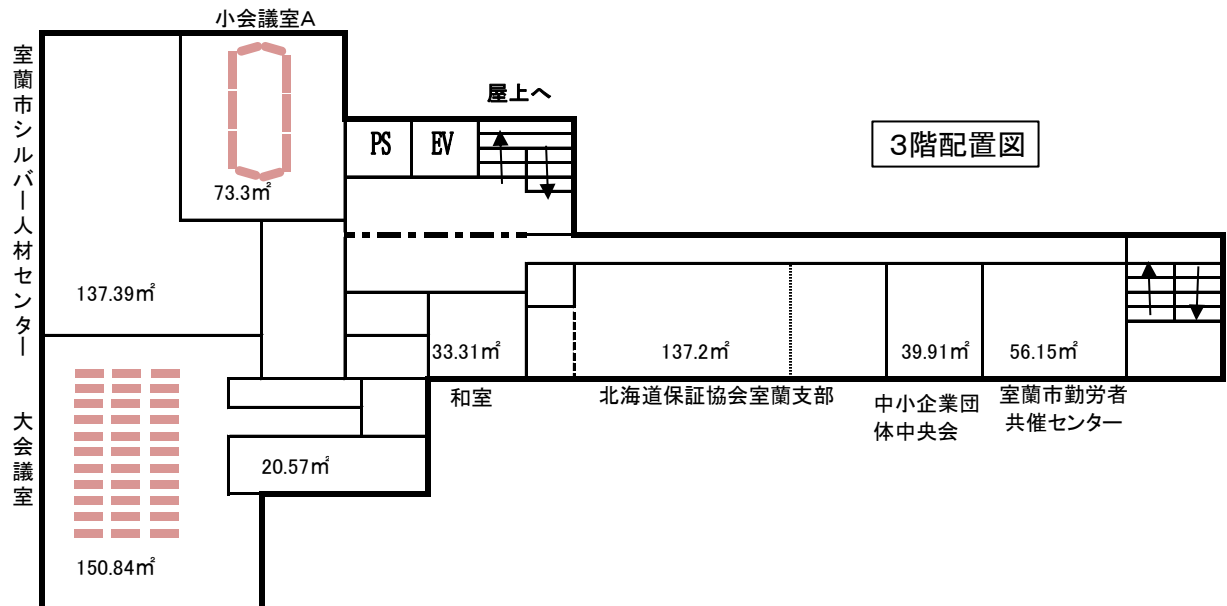 小会議室A
室蘭市シルバー人材センター
屋上へ
PS
EV
3階配置図
73.3㎡
137.39㎡
33.31㎡
137.2㎡
39.91㎡
56.15㎡
和室
北海道保証協会室蘭支部
中小企業団
体中央会
室蘭市勤労者
共催センター
大会議室
20.57㎡
150.84㎡